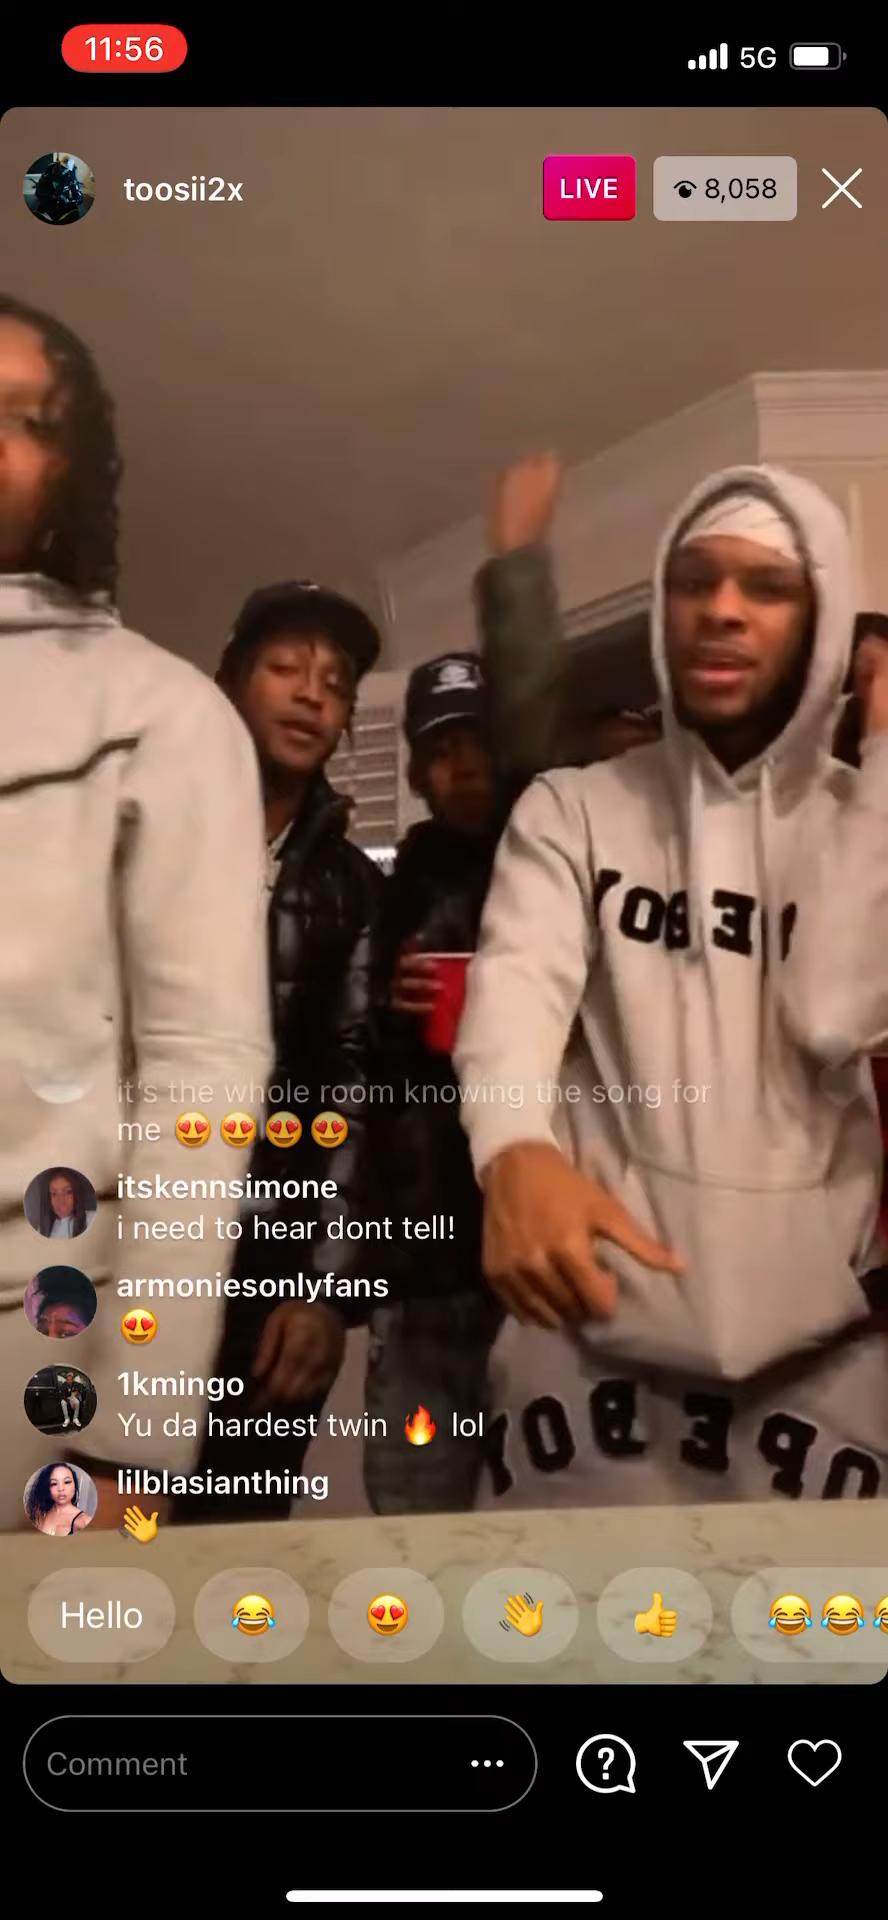 11:56
5G
toosii2x
LIVE
8,058
it's the whole room knowing the song for
me 😍 😍 😍 😍
itskennsimone
i need to hear dont tell!
armoniesonlyfans
😍
1kmingo
Yu da hardest twin 🔥 lol
lilblasianthing
👋
Hello 😂 😍 👋 👍 😂 😂 😂
Comment